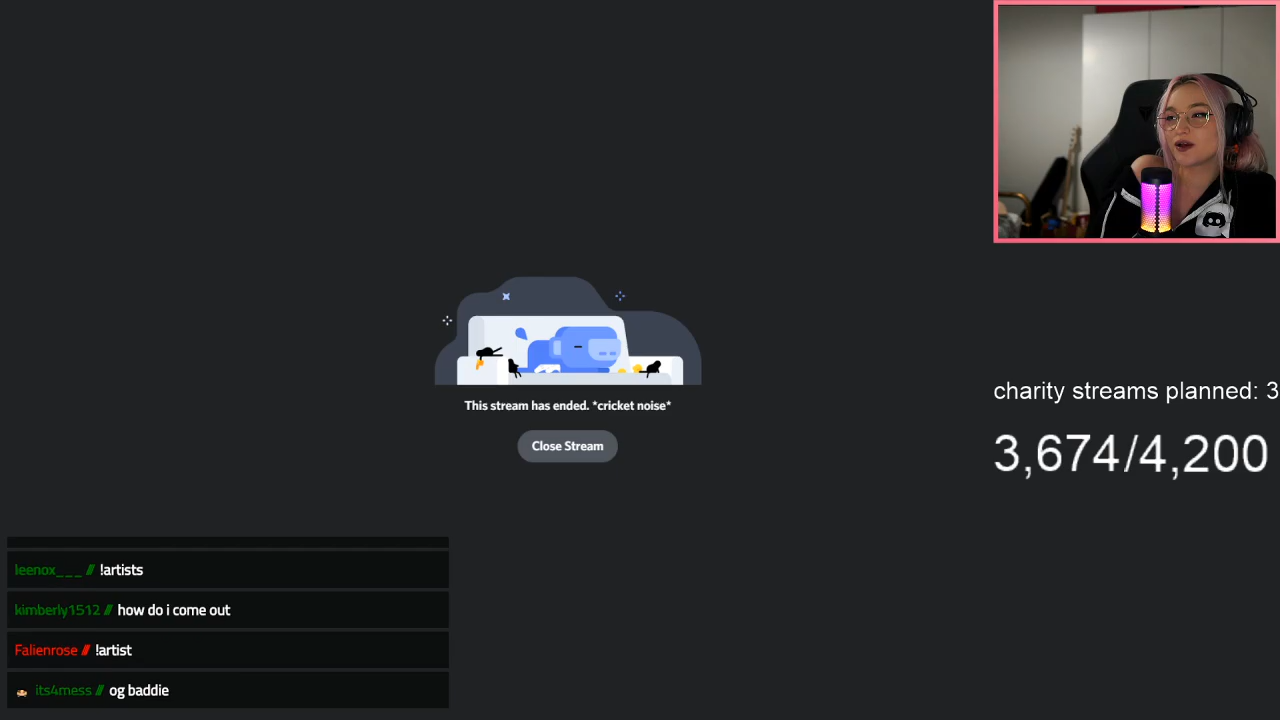 This stream has ended. *cricket noise*
Close Stream
charity streams planned: 3
3,674/4,200
leenox___ // !artists
kimberly1512 // how do i come out
Falienrose // !artist
its4mess // og baddie